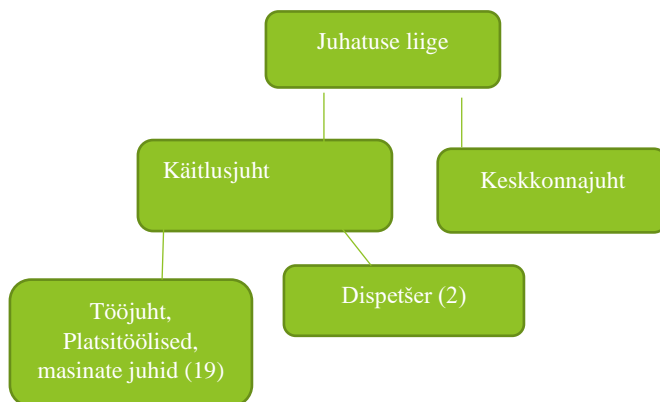 Juhatuse liige
Käitlusjuht
Keskkonnajuht
Tööjuht,
Platsitöölised,
masinate juhid (19)
Dispetšer (2)